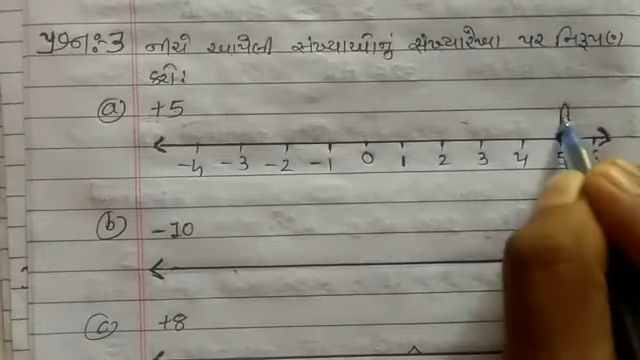 પ્રશ્ન:-3 નીચે આપેલી સંખ્યાઓનું સંખ્યારેખા પર નિરૂપણ
કરો:
(a) +5
A
-4 -3 -2 -1 0 1 2 3 4 5
(b) -10
(c) +8